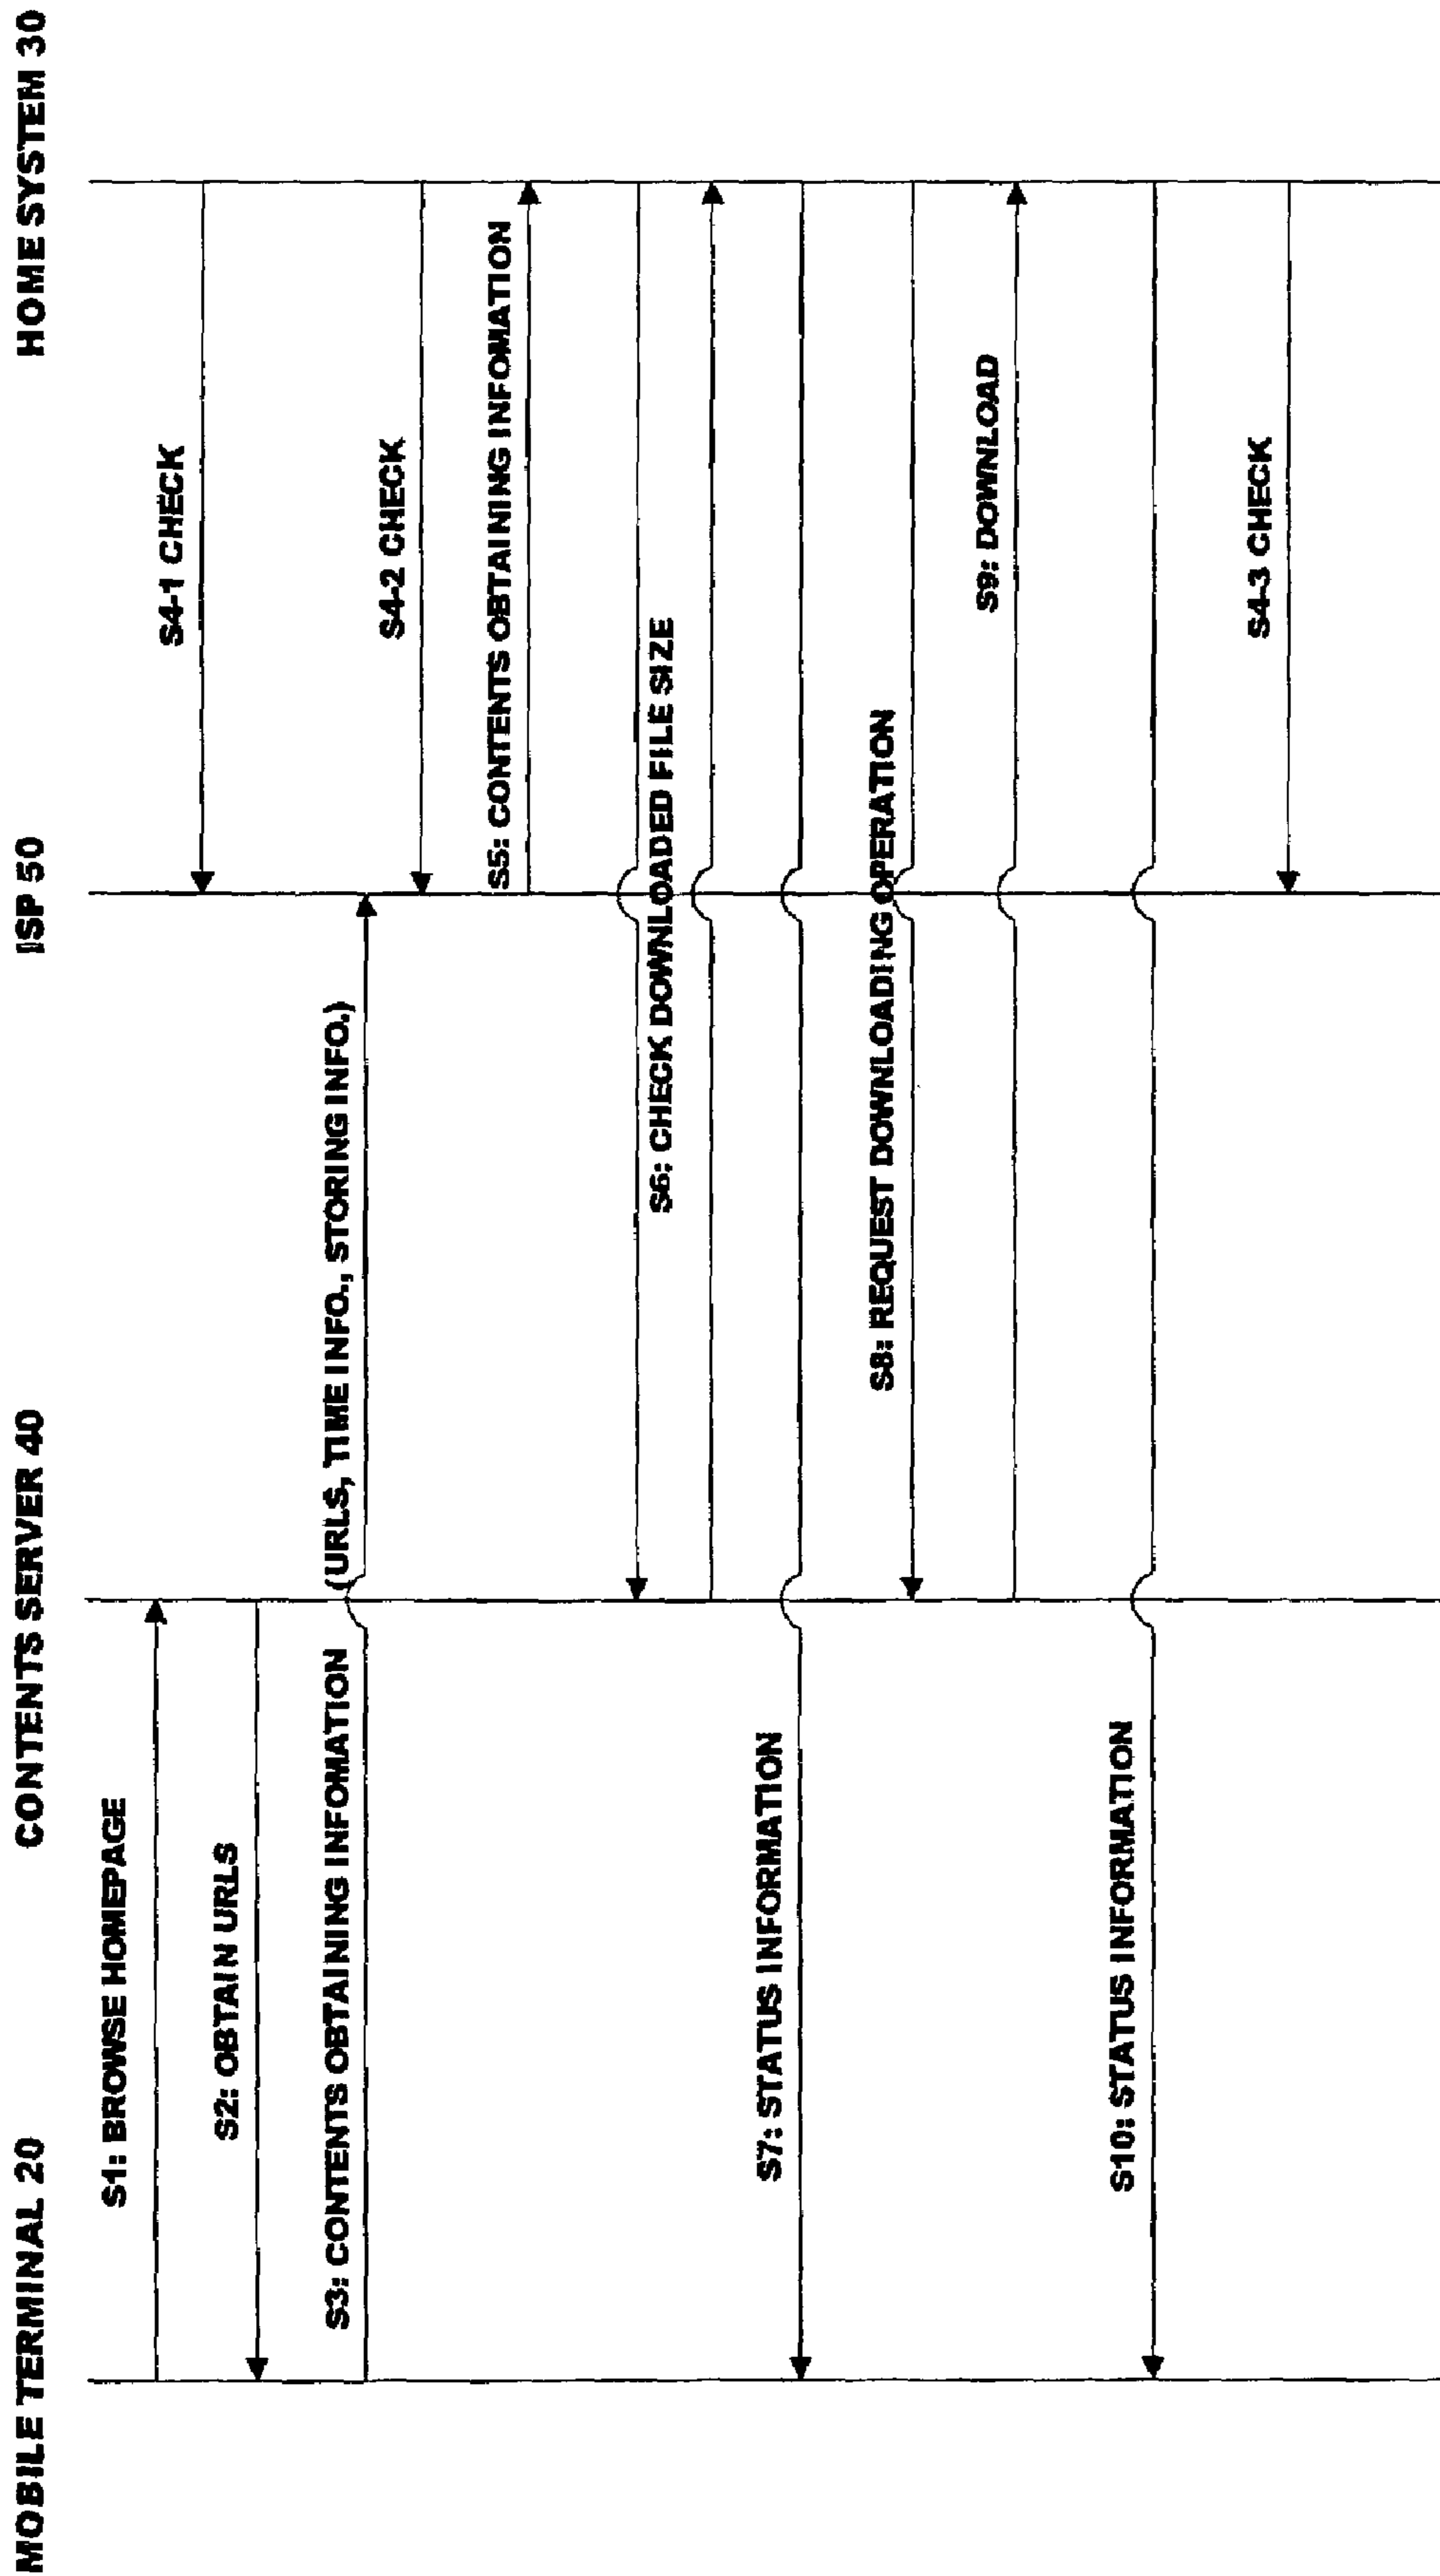 MOBILE TERMINAL 20
CONTENTS SERVER 40
ISP 50
HOME SYSTEM 30
S1: BROWSE HOMEPAGE
S4-1 CHECK
S2: OBTAIN URLS
S3: CONTENTS OBTAINING INFOMATION
(URLS, TIME INFO., STORING INFO.)
S4-2 CHECK
S5: CONTENTS OBTAINING INFOMATION
S6: CHECK DOWNLOADED FILE SIZE
S7: STATUS INFORMATION
S8: REQUEST DOWNLOADING OPERATION
S9: DOWNLOAD
S10: STATUS INFORMATION
S4-3 CHECK